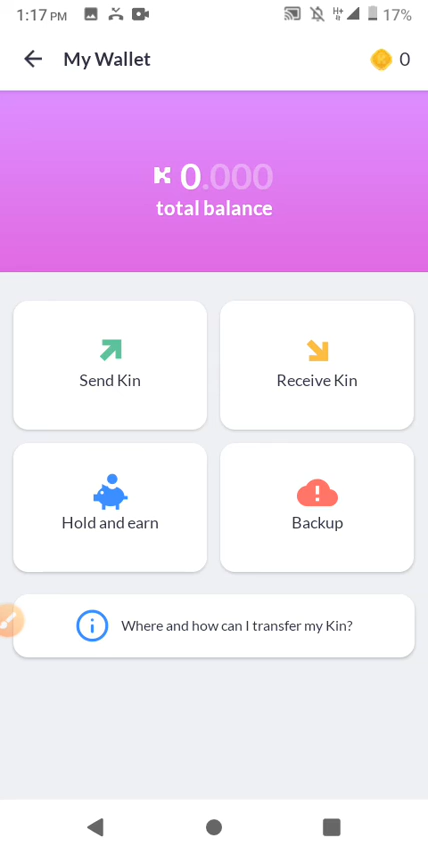 1:17 PM 17%
My Wallet 0
0.000
total balance
Send Kin
Receive Kin
Hold and earn
Backup
Where and how can I transfer my Kin?